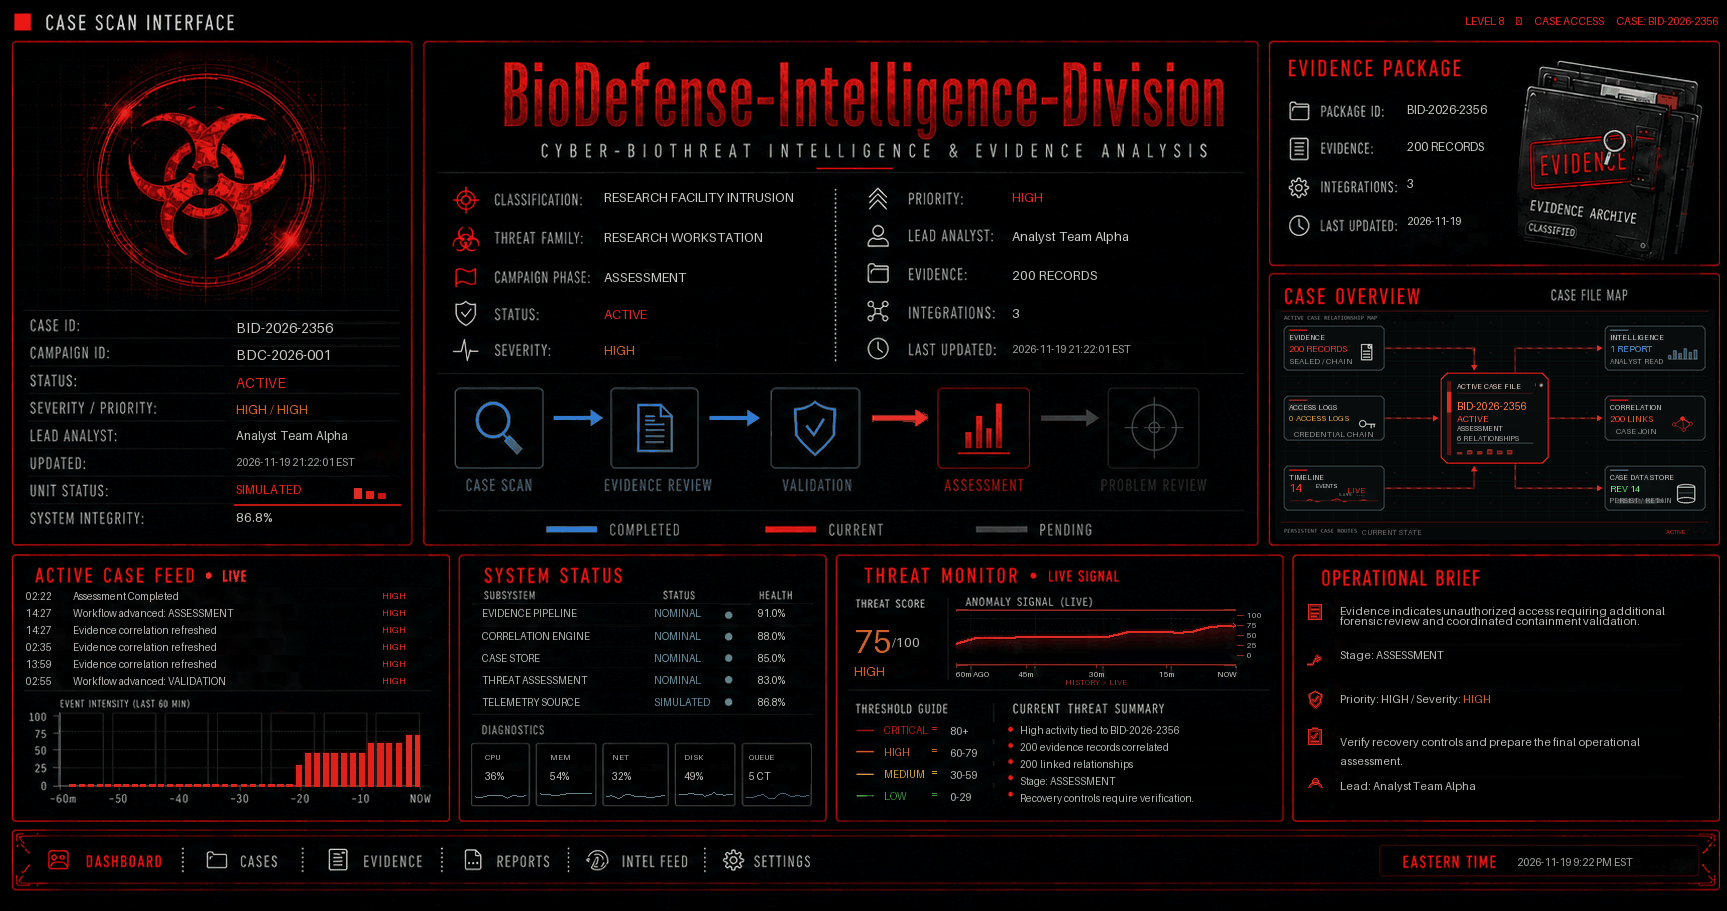 CASE SCAN INTERFACE
LEVEL 8 CASE ACCESS CASE: BID-2026-2356
CASE ID: BID-2026-2356
CAMPAIGN ID: BDC-2026-001
STATUS: ACTIVE
SEVERITY / PRIORITY: HIGH / HIGH
LEAD ANALYST: Analyst Team Alpha
UPDATED: 2026-11-19 21:22:01 EST
UNIT STATUS: SIMULATED
SYSTEM INTEGRITY: 86.8%
BioDefense-Intelligence-Division
CYBER-BIOTHREAT INTELLIGENCE & EVIDENCE ANALYSIS
CLASSIFICATION: RESEARCH FACILITY INTRUSION
THREAT FAMILY: RESEARCH WORKSTATION
CAMPAIGN PHASE: ASSESSMENT
STATUS: ACTIVE
SEVERITY: HIGH
PRIORITY: HIGH
LEAD ANALYST: Analyst Team Alpha
EVIDENCE: 200 RECORDS
INTEGRATIONS: 3
LAST UPDATED: 2026-11-19 21:22:01 EST
CASE SCAN
EVIDENCE REVIEW
VALIDATION
ASSESSMENT
PROBLEM REVIEW
COMPLETED
CURRENT
PENDING
EVIDENCE PACKAGE
PACKAGE ID: BID-2026-2356
EVIDENCE: 200 RECORDS
INTEGRATIONS: 3
LAST UPDATED: 2026-11-19
EVIDENCE
EVIDENCE ARCHIVE
CLASSIFIED
CASE OVERVIEW
CASE FILE MAP
ACTIVE CASE RELATIONSHIP MAP
EVIDENCE
200 RECORDS
SEALED / CHAIN
ACCESS LOGS
0 ACCESS LOGS
CREDENTIAL CHAIN
TIMELINE
14 EVENTS
LIVE
ACTIVE CASE FILE
BID-2026-2356
ACTIVE
ASSESSMENT
6 RELATIONSHIPS
INTELLIGENCE
1 REPORT
ANALYST READ
CORRELATION
200 LINKS
CASE JOIN
CASE DATASTORE
REV 14
PERSIST / RETAIN
PERSISTENT CASE ROUTES CURRENT STATE
ACTIVE
ACTIVE CASE FEED • LIVE
02:22 Assessment Completed HIGH
14:27 Workflow advanced: ASSESSMENT HIGH
14:27 Evidence correlation refreshed HIGH
02:35 Evidence correlation refreshed HIGH
13:59 Evidence correlation refreshed HIGH
02:55 Workflow advanced: VALIDATION HIGH
EVENT INTENSITY (LAST 60 MIN)
100
75
50
25
0
-60m -50 -40 -30 -20 -10 NOW
SYSTEM STATUS
SUBSYSTEM STATUS HEALTH
EVIDENCE PIPELINE NOMINAL 91.0%
CORRELATION ENGINE NOMINAL 88.0%
CASE STORE NOMINAL 85.0%
THREAT ASSESSMENT NOMINAL 83.0%
TELEMETRY SOURCE SIMULATED 86.8%
DIAGNOSTICS
CPU MEM NET DISK QUEUE
36% 54% 32% 49% 5 CT
THREAT MONITOR • LIVE SIGNAL
THREAT SCORE
75/100
HIGH
ANOMALY SIGNAL (LIVE)
100
75
50
25
0
60m AGO 45m 30m 15m NOW
HISTORY > LIVE
THRESHOLD GUIDE
CRITICAL = 80+
HIGH = 60-79
MEDIUM = 30-59
LOW = 0-29
CURRENT THREAT SUMMARY
High activity tied to BID-2026-2356
200 evidence records correlated
200 linked relationships
Stage: ASSESSMENT
Recovery controls require verification.
OPERATIONAL BRIEF
Evidence indicates unauthorized access requiring additional
forensic review and coordinated containment validation.
Stage: ASSESSMENT
Priority: HIGH / Severity: HIGH
Verify recovery controls and prepare the final operational
assessment.
Lead: Analyst Team Alpha
DASHBOARD
CASES
EVIDENCE
REPORTS
INTEL FEED
SETTINGS
EASTERN TIME 2026-11-19 9:22 PM EST